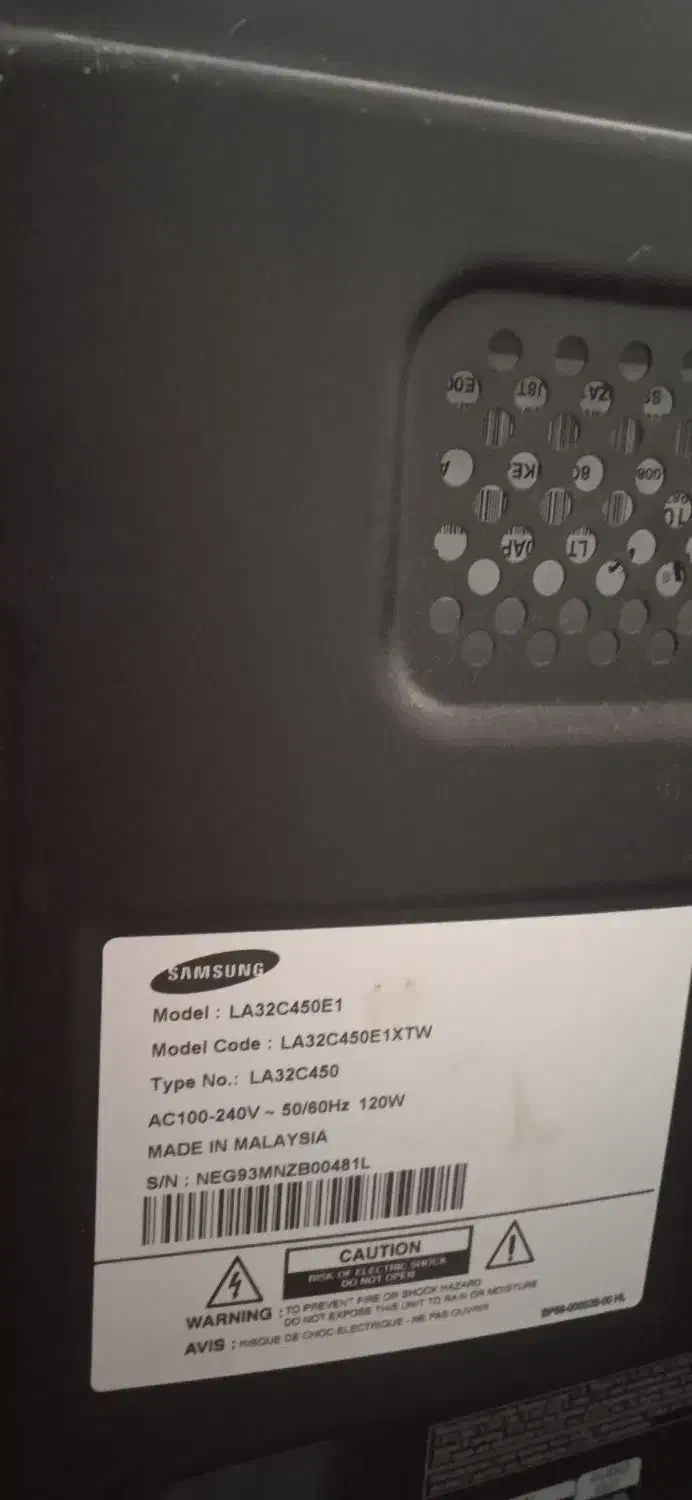 SAMSUNG
Model : LA32C450E1
Model Code : LA32C450E1XTW
Type No.: LA32C450
AC100-240V ~ 50/60Hz 120W
MADE IN MALAYSIA
S/N : NEG93MNZB00481L
CAUTION
RISK OF ELECTRIC SHOCK
DO NOT OPEN
WARNING : TO PREVENT FIRE OR SHOCK HAZARD
DO NOT EXPOSE THIS UNIT TO RAIN OR MOISTURE
AVIS : RISQUE DE CHOC ELECTRIQUE - NE PAS OUVRIR